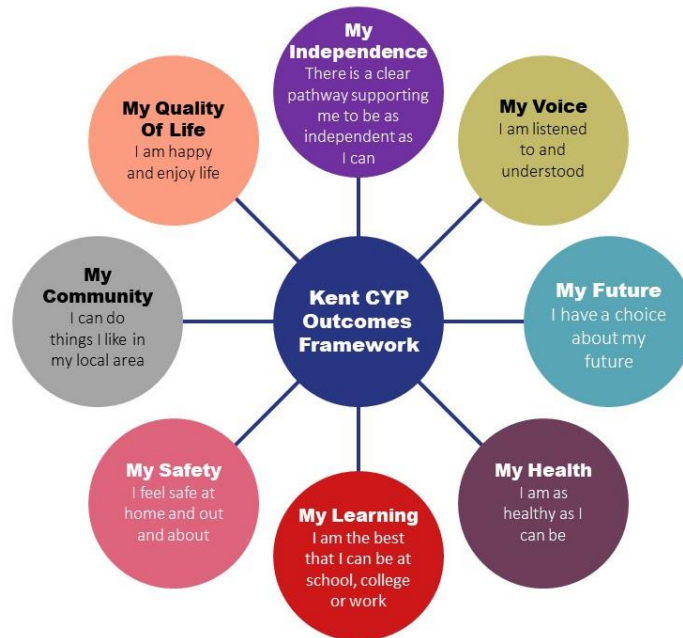 My
Independence
There is a clear
pathway supporting
me to be as
independent as
I can
My Voice
I am listened
to and
understood
My Future
I have a choice
about my
future
My Health
I am as
healthy as I
can be
My Learning
I am the best
that I can be at
school, college
or work
My Safety
I feel safe at
home and out
and about
My
Community
I can do
things I like in
my local area
My Quality
Of Life
I am happy
and enjoy life
Kent CYP
Outcomes
Framework